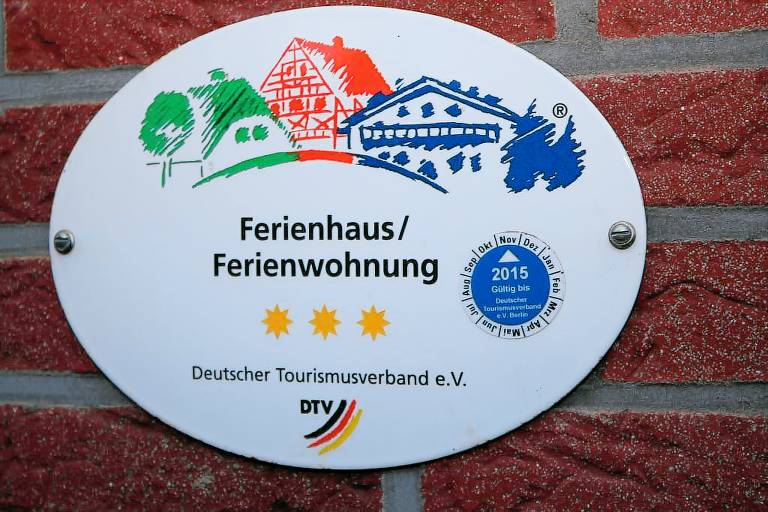 ®
Ferienhaus/
Ferienwohnung
Nov Dez Jan Feb Mrz Apr Mai Jun Jul Aug Sep Okt
2015
Gültig bis
Deutscher
Tourismusverband
e.V. Berlin
Deutscher Tourismusverband e.V.
DTV